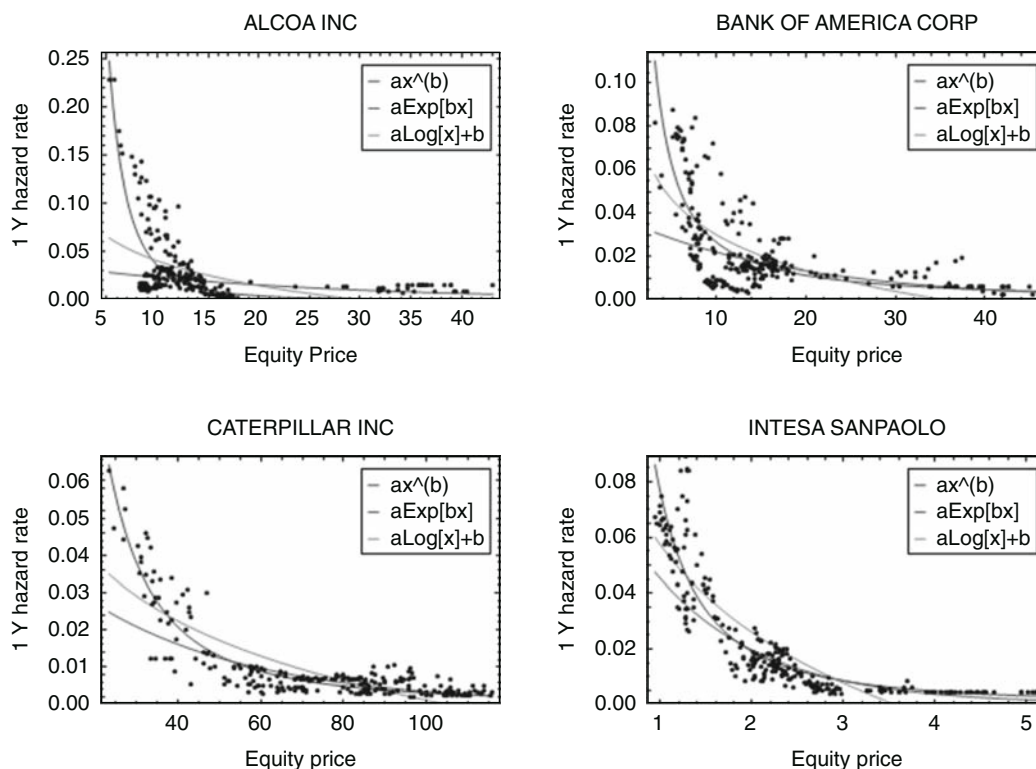 ALCOA INC
1 Y hazard rate
0.25
0.20
0.15
0.10
0.05
0.00
ax^(b)
aExp[bx]
aLog[x]+b
5 10 15 20 25 30 35 40
Equity Price
BANK OF AMERICA CORP
1 Y hazard rate
0.10
0.08
0.06
0.04
0.02
0.00
ax^(b)
aExp[bx]
aLog[x]+b
10 20 30 40
Equity price
CATERPILLAR INC
1 Y hazard rate
0.06
0.05
0.04
0.03
0.02
0.01
0.00
ax^(b)
aExp[bx]
aLog[x]+b
40 60 80 100
Equity price
INTESA SANPAOLO
1 Y hazard rate
0.08
0.06
0.04
0.02
0.00
ax^(b)
aExp[bx]
aLog[x]+b
1 2 3 4 5
Equity price